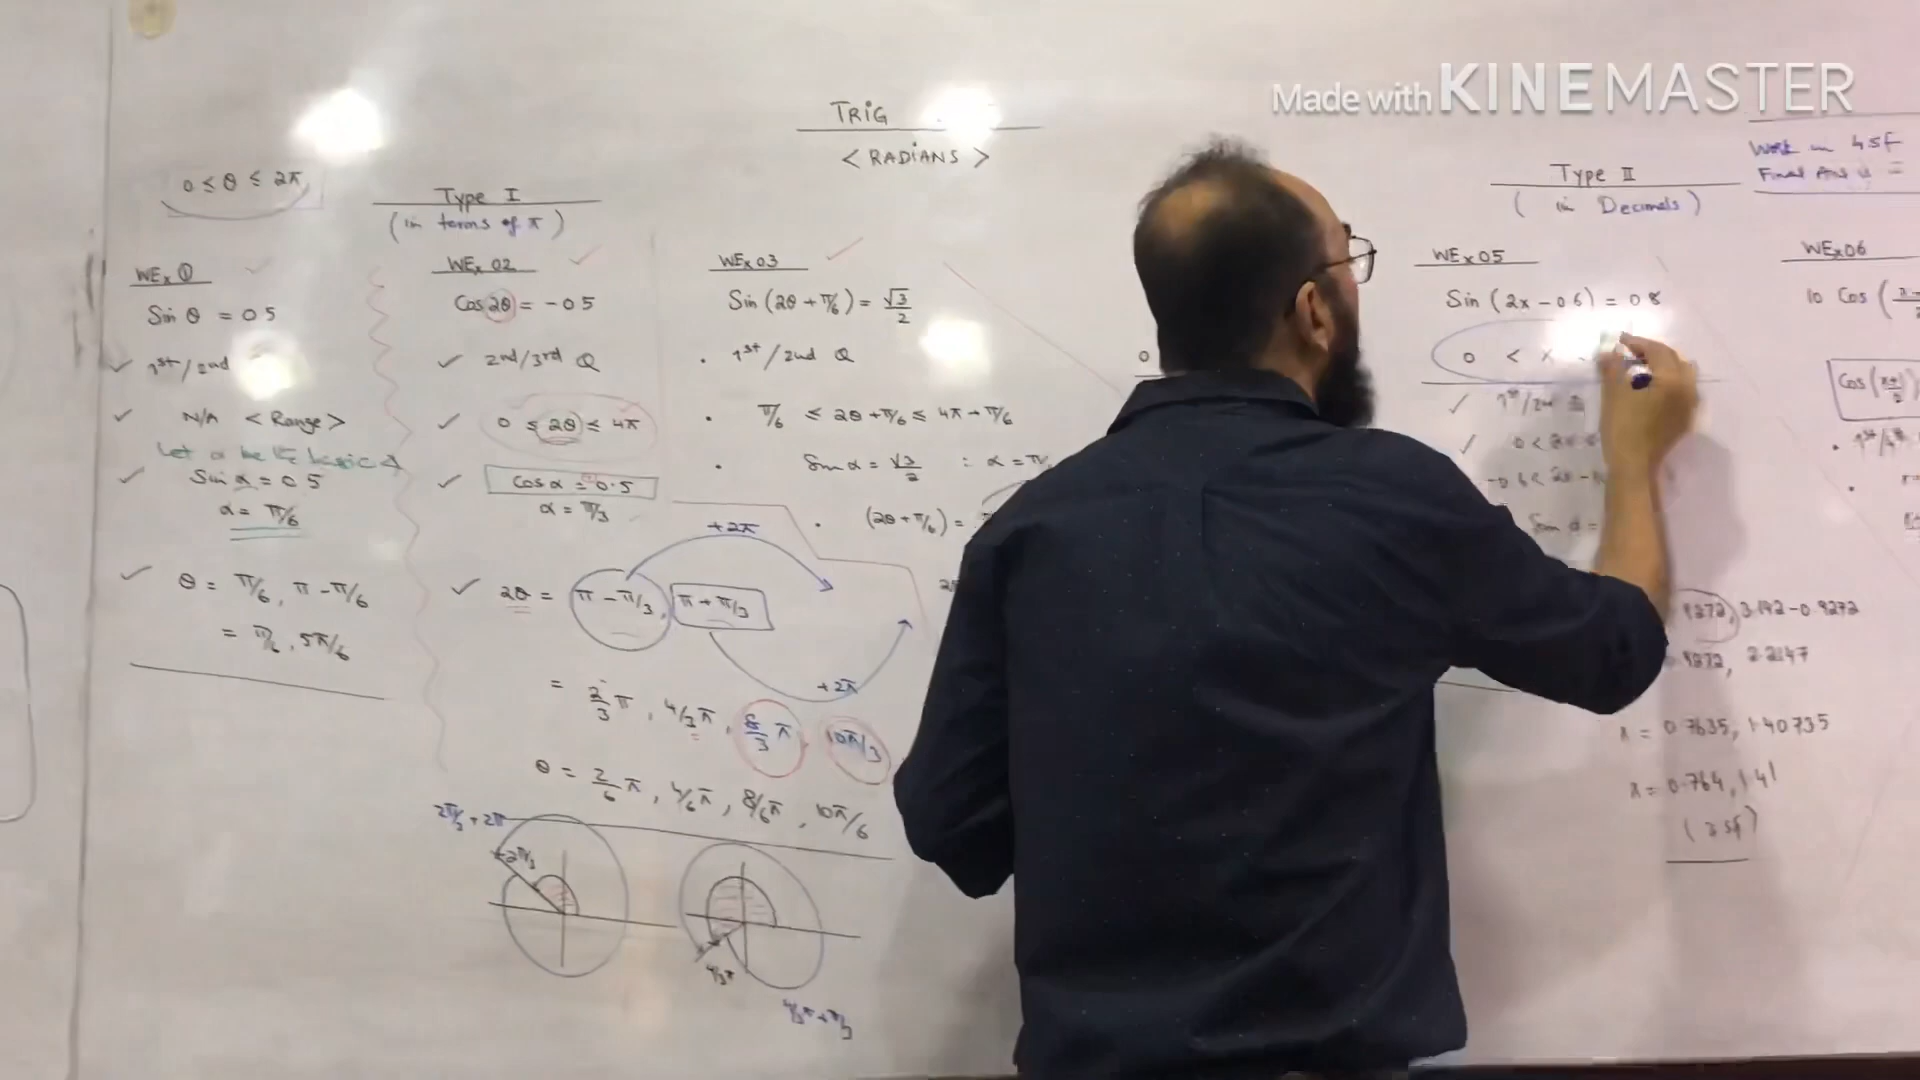 Made with KINEMASTER
TRIG
< RADIANS >
0 ≤ θ ≤ 2π
Type I
(in terms of π)
WEx ①
Sin θ = 0.5
✓ 1st/2nd
✓ N/A < Range >
Let α be the basic ∠
✓ Sin α = 0.5
α = π/6
✓ θ = π/6, π - π/6
= π/6, 5π/6
WEx 02
Cos 2θ = -0.5
✓ 2nd/3rd Q
✓ 0 ≤ 2θ ≤ 4π
✓ Cos α = 0.5
α = π/3
+2π
✓ 2θ = π - π/3, π + π/3
+2π
= 2/3 π, 4/3 π, 8/3 π, 10π/3
θ = 2/6 π, 4/6 π, 8/6 π, 10π/6
2π/3 + 2π
2π/3
4/3 π
WEx 03
Sin (2θ + π/6) = √3/2
• 1st/2nd Q
• π/6 ≤ 2θ + π/6 ≤ 4π + π/6
• Sin α = √3/2 : α = π/
• (2θ + π/6) =
0
Type II
(in Decimals)
Work in 4sf
Final Ans
WEx 05
Sin (2x - 0.6) = 0.8
0 < x
✓ 1st/2nd
✓ 0 < 2x
-0.6 < 2x -
Sin α =
9272, 3.142 - 0.9272
9272, 2.2147
x = 0.7635, 1.40735
x = 0.764, 1.41
(3sf)
WEx 06
10 Cos (
Cos (
• 1st/4th